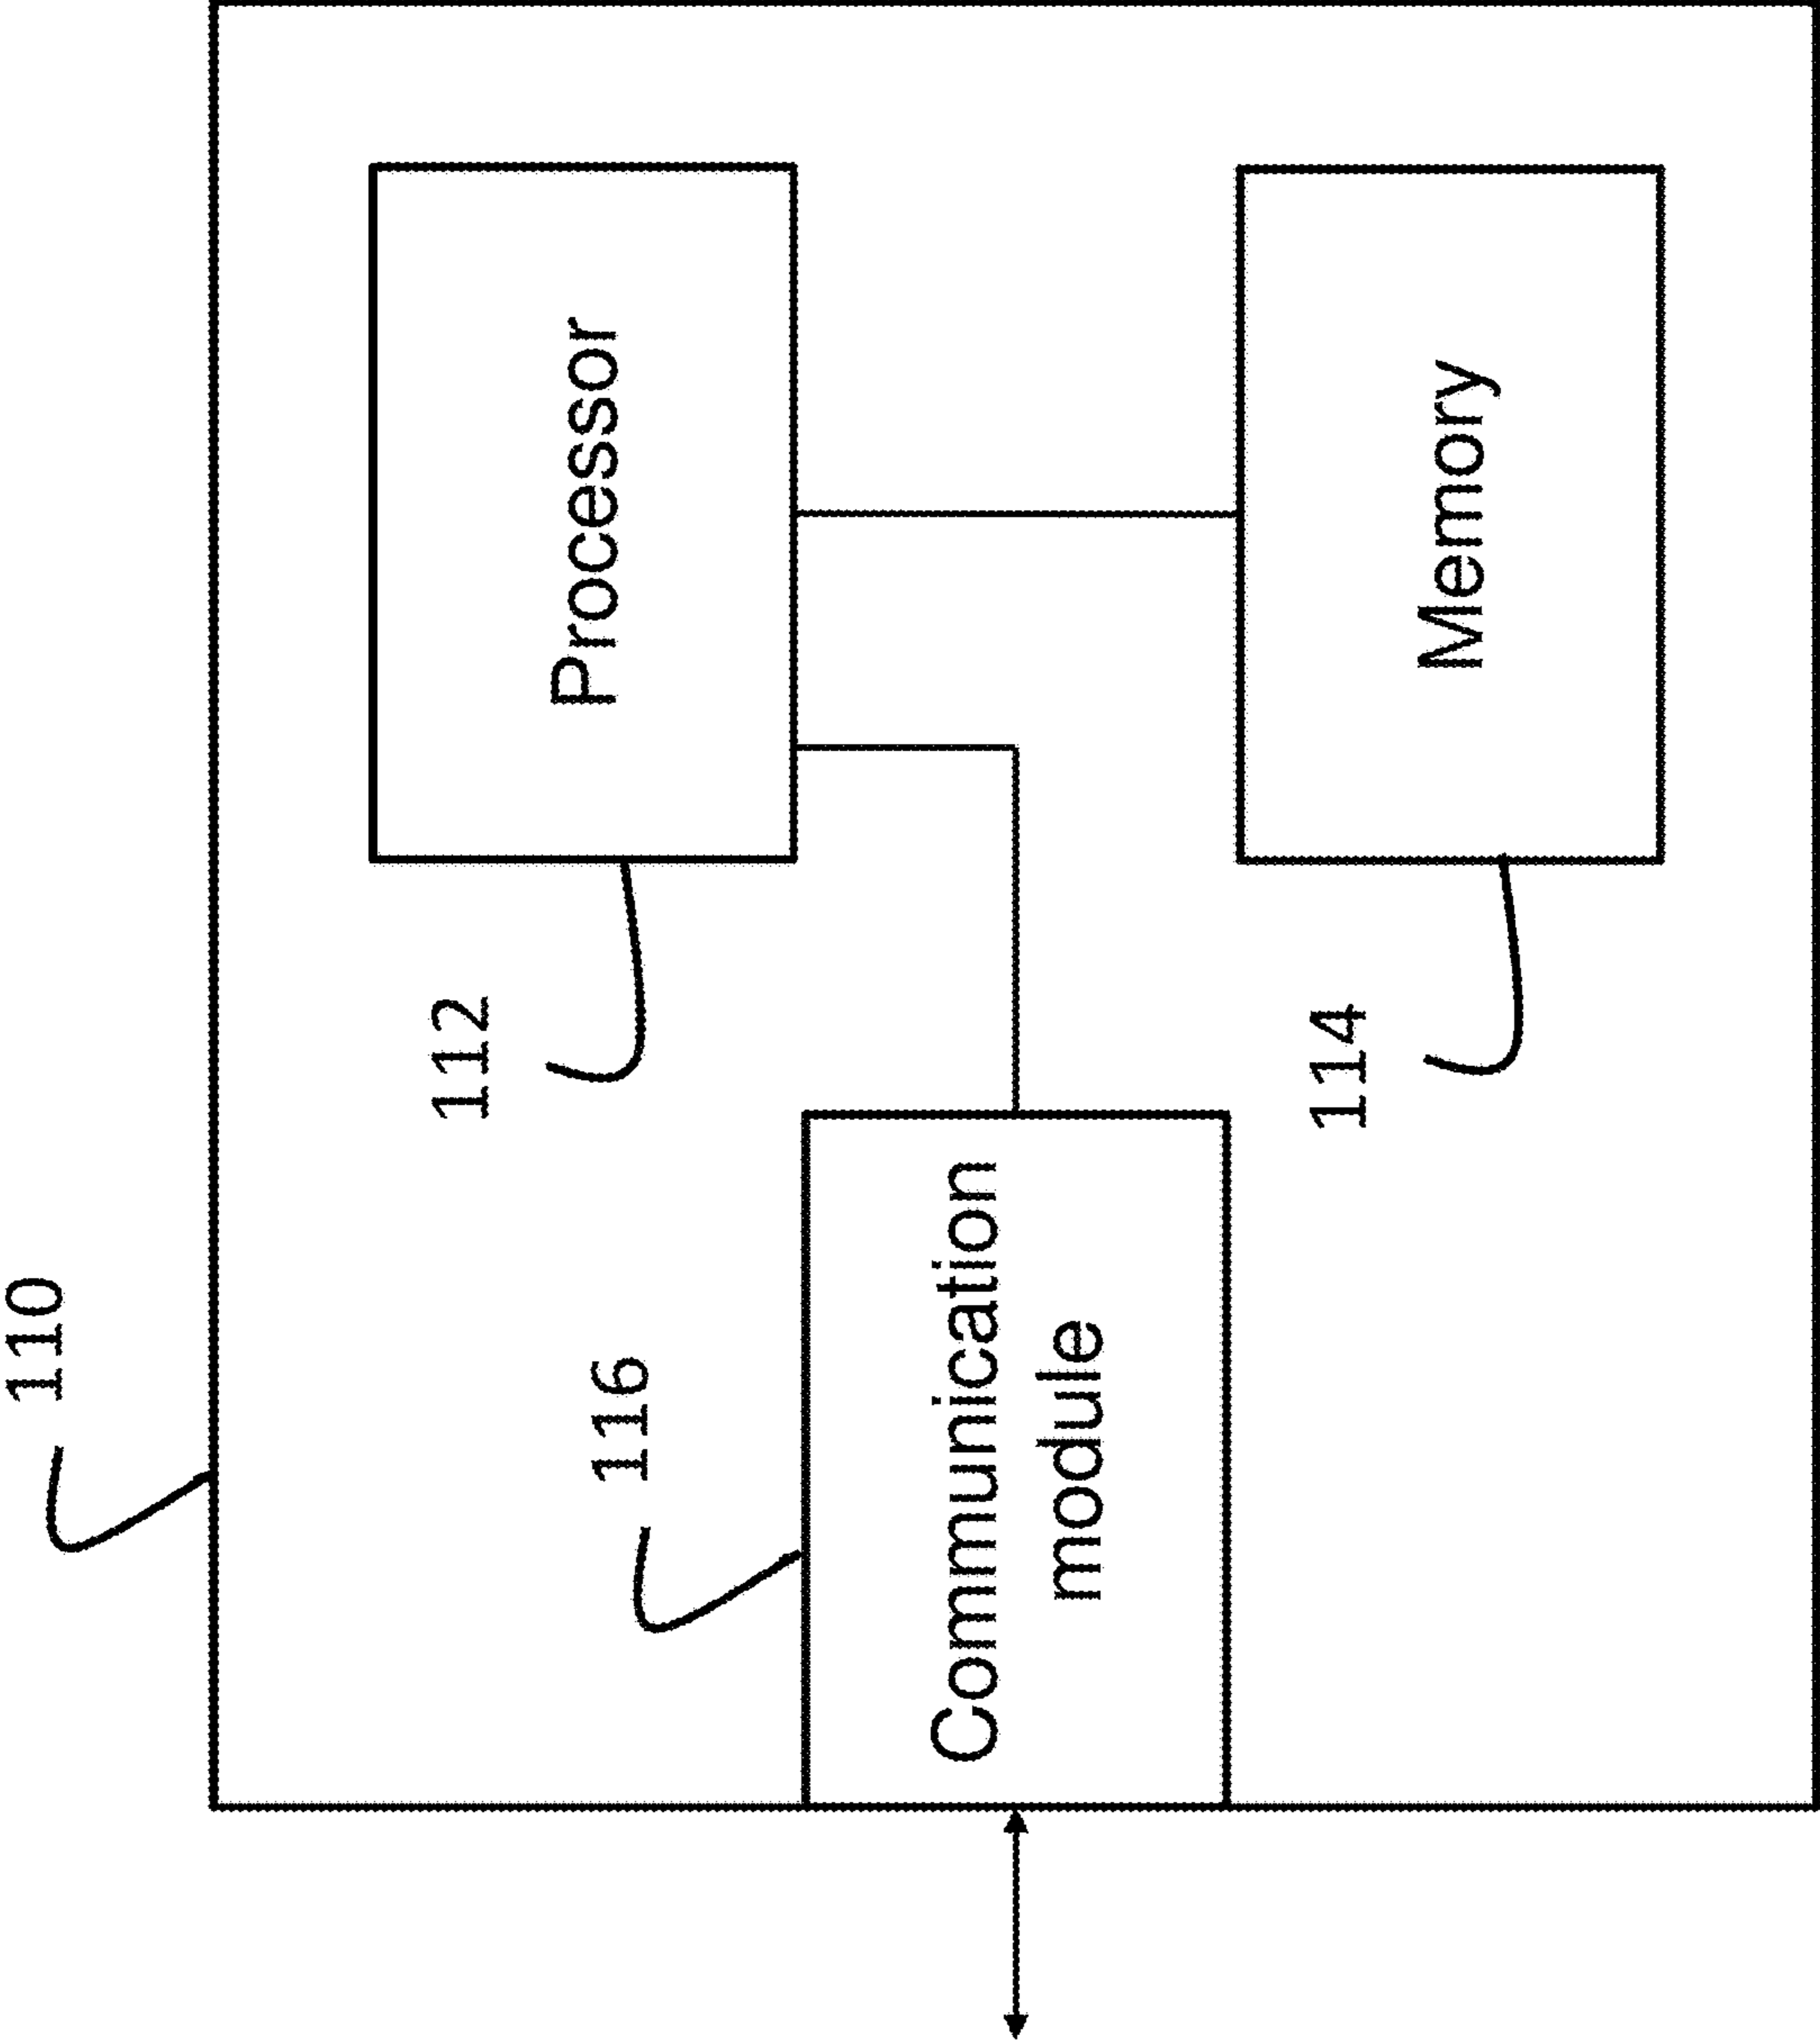 110
112
Processor
116
Communication
module
114
Memory